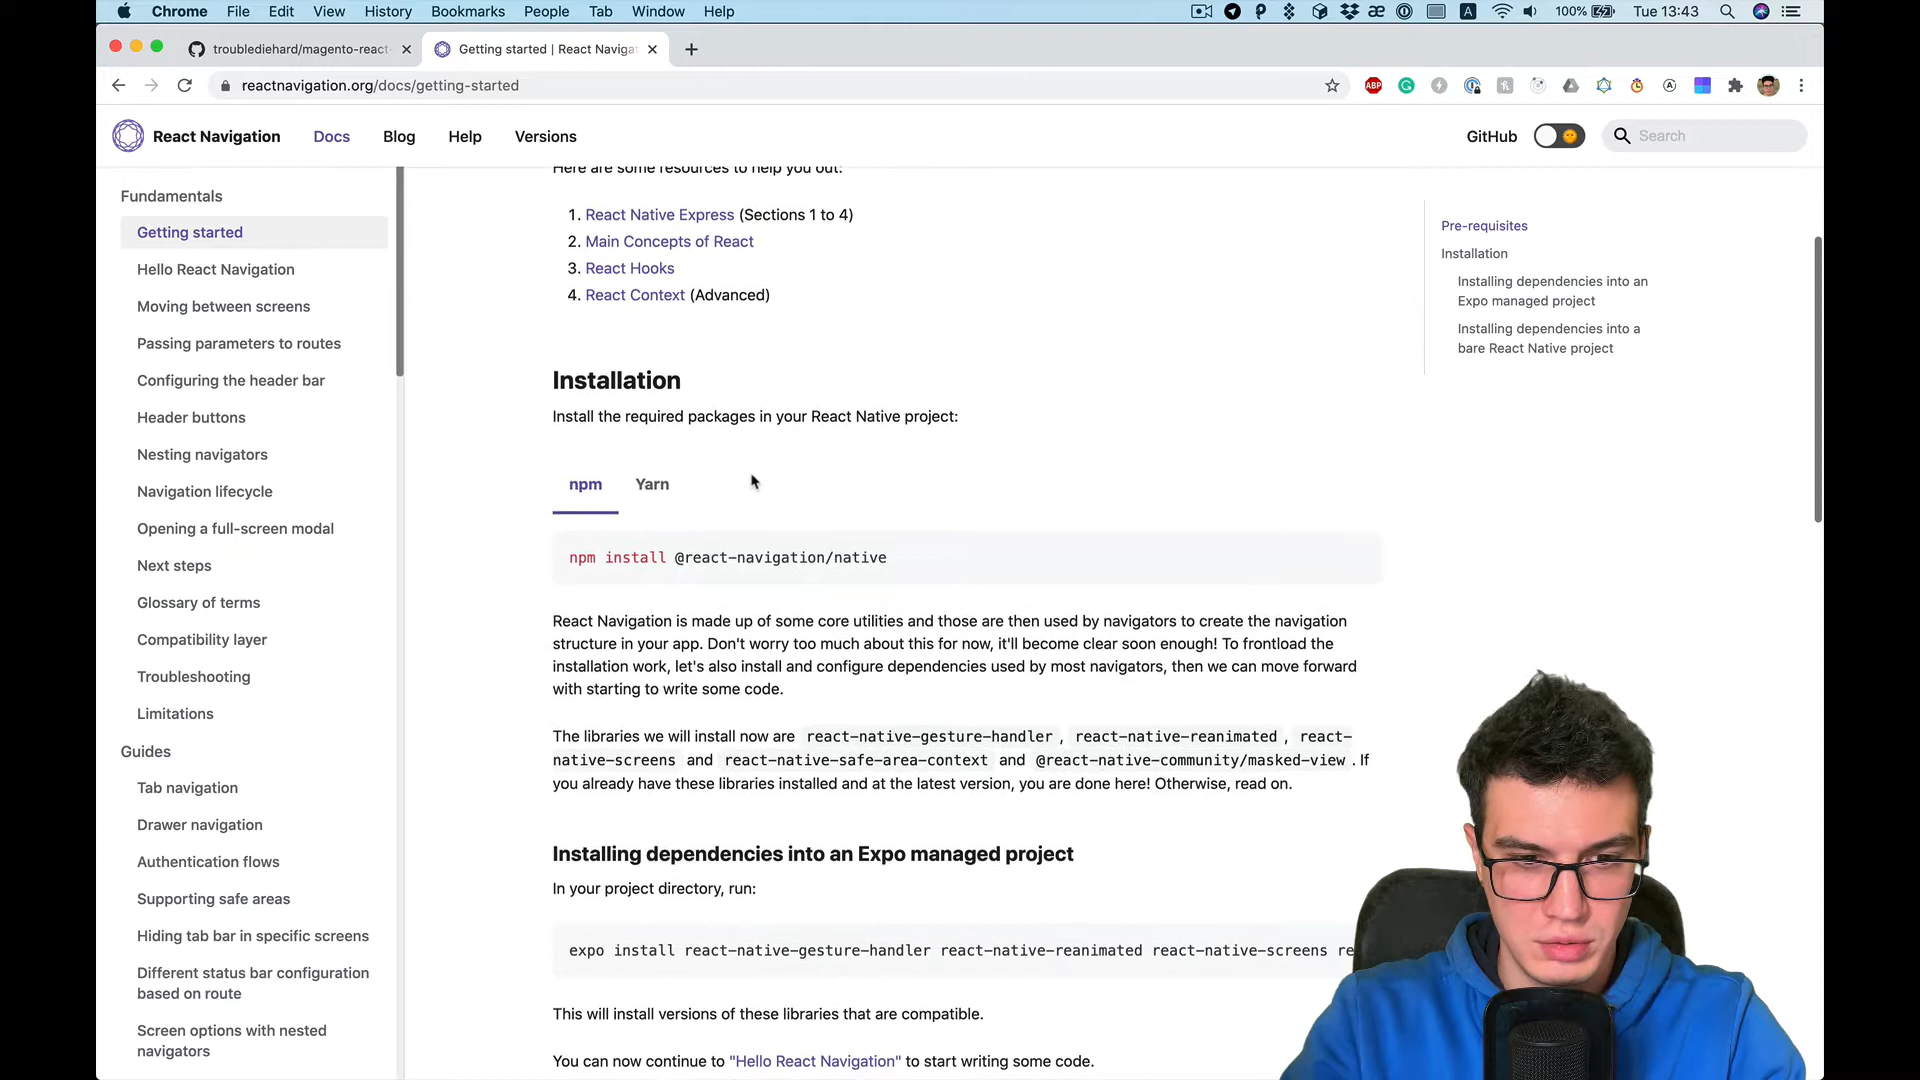 Chrome File Edit View History Bookmarks People Tab Window Help 100% Tue 13:43
troublediehard/magento-react- Getting started | React Navigat
reactnavigation.org/docs/getting-started
ABP
React Navigation Docs Blog Help Versions GitHub Search
Fundamentals
Getting started
Hello React Navigation
Moving between screens
Passing parameters to routes
Configuring the header bar
Header buttons
Nesting navigators
Navigation lifecycle
Opening a full-screen modal
Next steps
Glossary of terms
Compatibility layer
Troubleshooting
Limitations
Guides
Tab navigation
Drawer navigation
Authentication flows
Supporting safe areas
Hiding tab bar in specific screens
Different status bar configuration
based on route
Screen options with nested
navigators
Here are some resources to help you out:
1. React Native Express (Sections 1 to 4)
2. Main Concepts of React
3. React Hooks
4. React Context (Advanced)
Installation
Install the required packages in your React Native project:
npm Yarn
npm install @react-navigation/native
React Navigation is made up of some core utilities and those are then used by navigators to create the navigation
structure in your app. Don't worry too much about this for now, it'll become clear soon enough! To frontload the
installation work, let's also install and configure dependencies used by most navigators, then we can move forward
with starting to write some code.
The libraries we will install now are react-native-gesture-handler , react-native-reanimated , react-
native-screens and react-native-safe-area-context and @react-native-community/masked-view . If
you already have these libraries installed and at the latest version, you are done here! Otherwise, read on.
Installing dependencies into an Expo managed project
In your project directory, run:
expo install react-native-gesture-handler react-native-reanimated react-native-screens re
This will install versions of these libraries that are compatible.
You can now continue to "Hello React Navigation" to start writing some code.
Pre-requisites
Installation
Installing dependencies into an
Expo managed project
Installing dependencies into a
bare React Native project